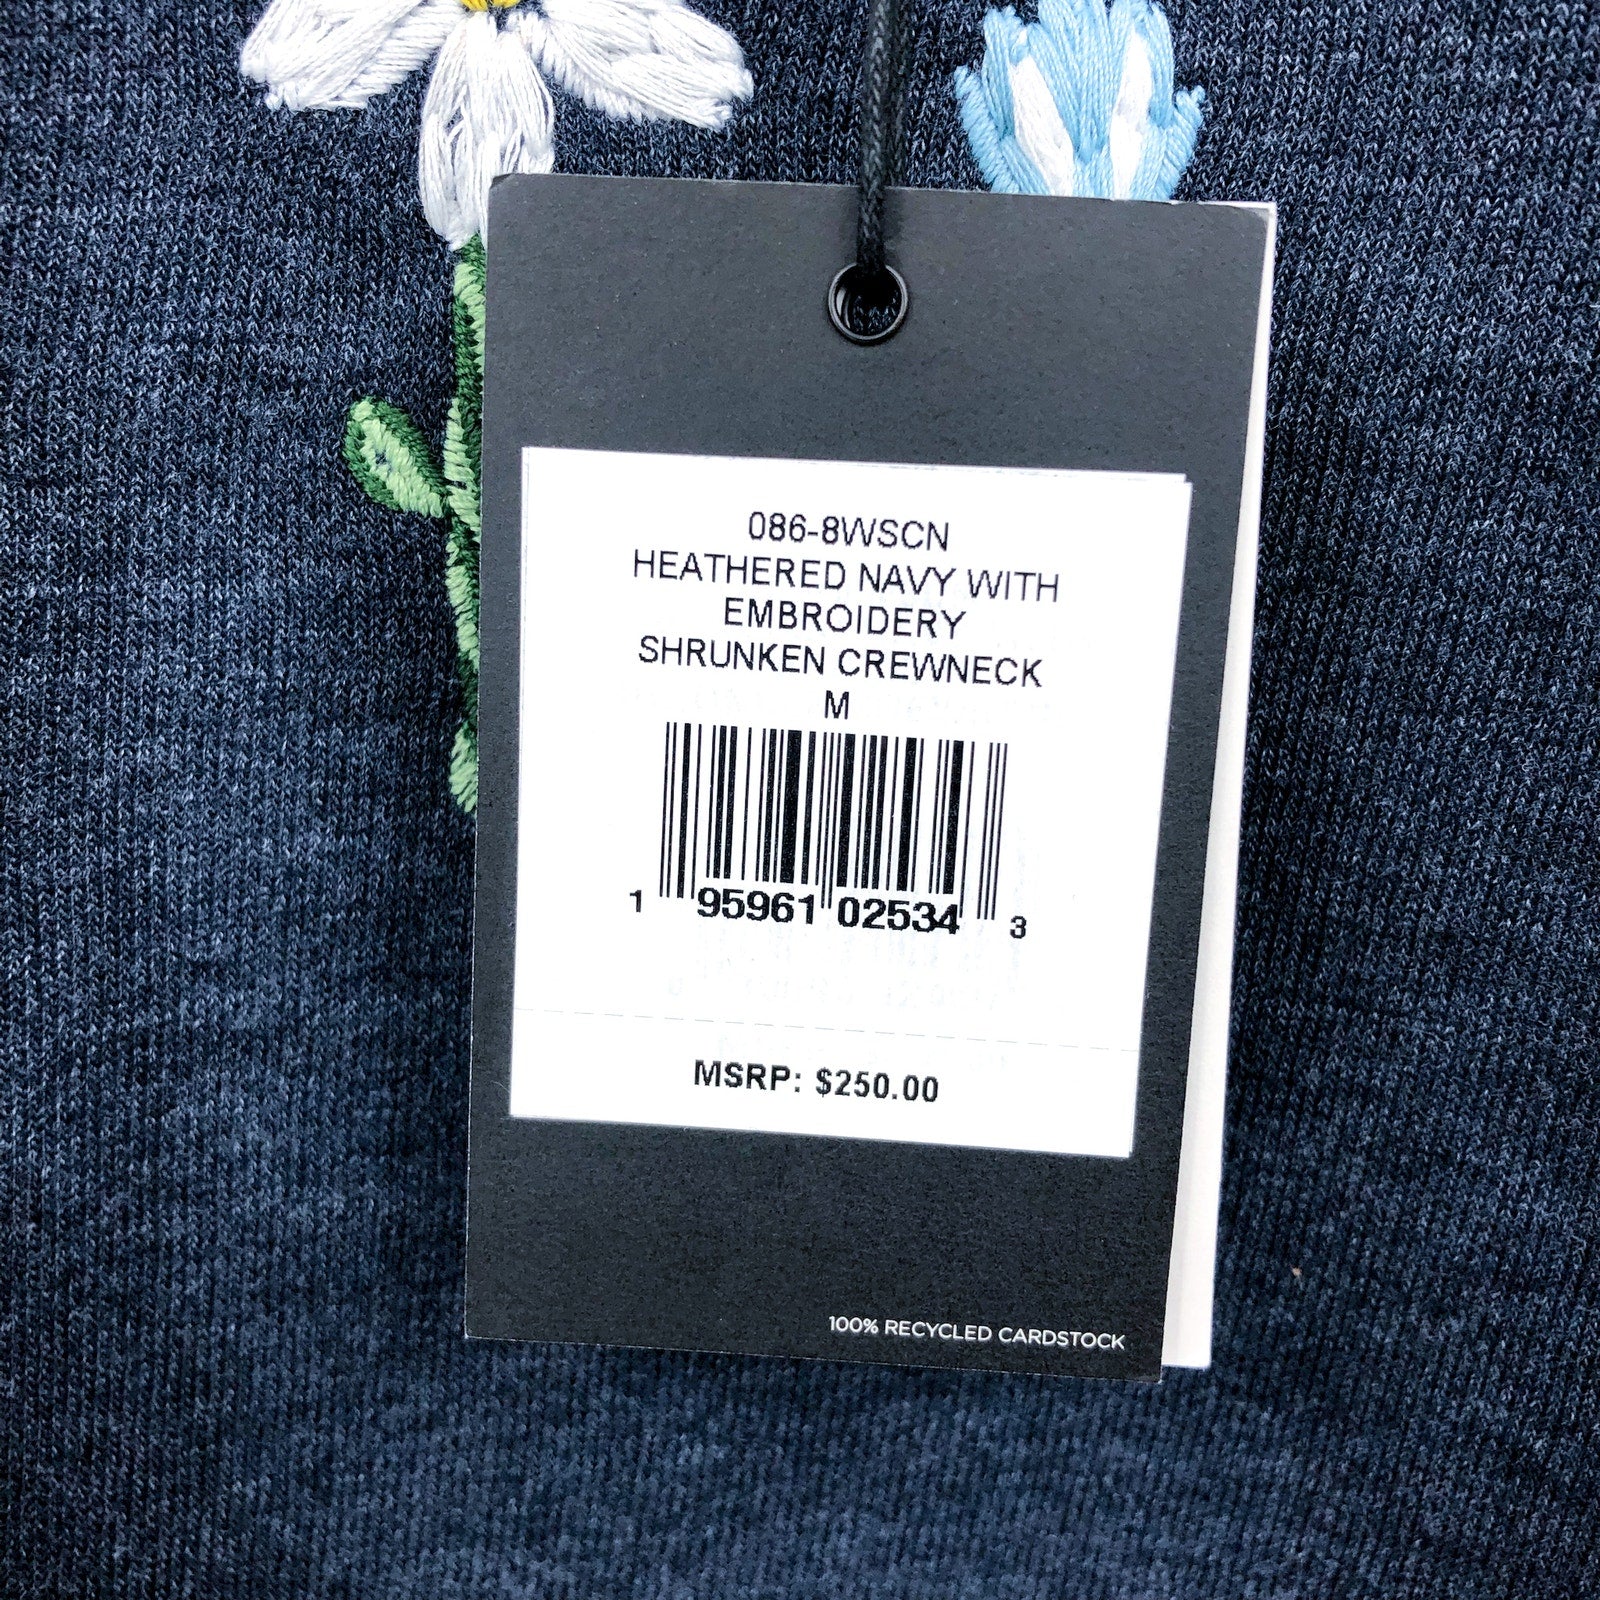 086-8WSCN
HEATHERED NAVY WITH
EMBROIDERY
SHRUNKEN CREWNECK
M
1 95961 02534 3
MSRP: $250.00
100% RECYCLED CARDSTOCK